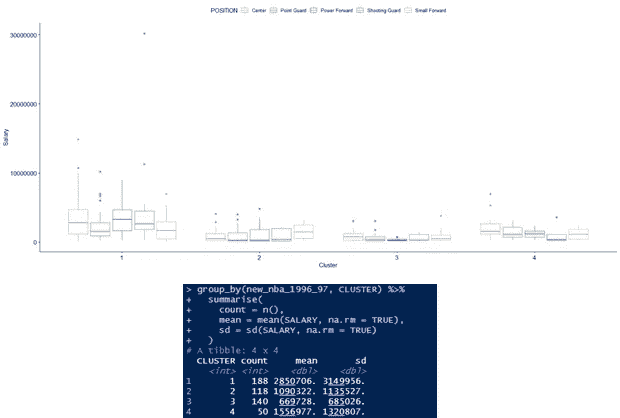 POSITION Center Point Guard Power Forward Shooting Guard Small Forward
30000000
20000000
10000000
0
Salary
1 2 3 4
Cluster
> group_by(new_nba_1996_97, CLUSTER) %>%
+ summarise(
+ count = n(),
+ mean = mean(SALARY, na.rm = TRUE),
+ sd = sd(SALARY, na.rm = TRUE)
+ )
# A tibble: 4 x 4
CLUSTER count mean sd
<int> <int> <dbl> <dbl>
1 1 188 2850706. 3149956.
2 2 118 1090322. 1135527.
3 3 140 669728. 685026.
4 4 50 1556977. 1320807.